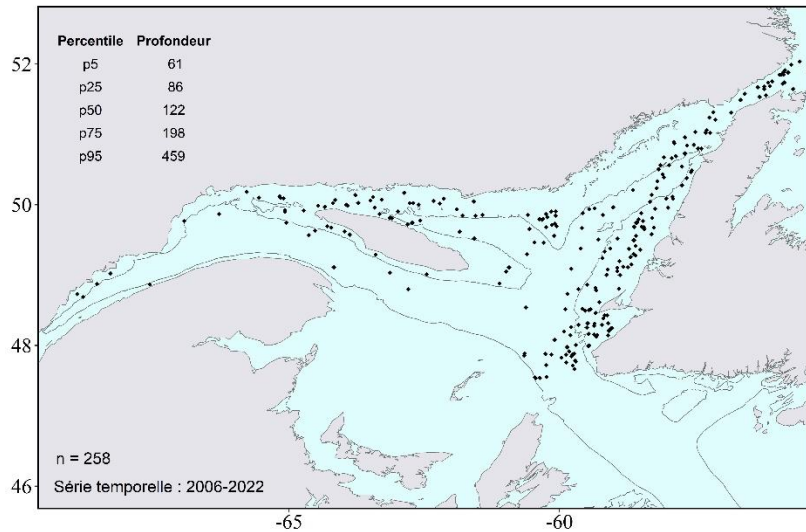 Percentile Profondeur
p5 61
p25 86
p50 122
p75 198
p95 459
52
50
48
46
n = 258
Série temporelle : 2006-2022
-65 -60